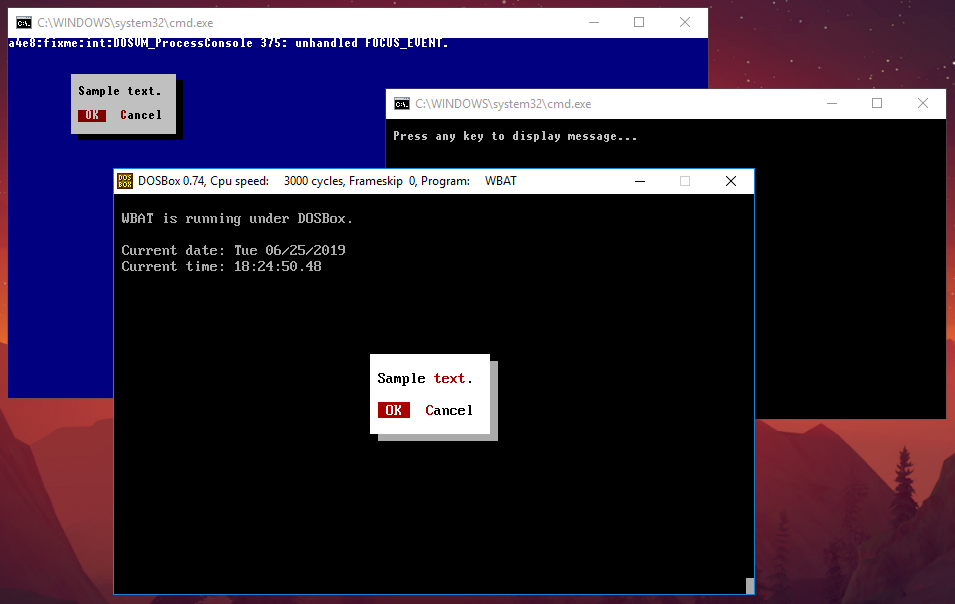 C:\WINDOWS\system32\cmd.exe
a4e8:fixme:int:DOSVM_ProcessConsole 375: unhandled FOCUS_EVENT.
Sample text.
OK Cancel
C:\WINDOWS\system32\cmd.exe
Press any key to display message...
DOSBox 0.74, Cpu speed: 3000 cycles, Frameskip 0, Program: WBAT
WBAT is running under DOSBox.
Current date: Tue 06/25/2019
Current time: 18:24:50.48
Sample text.
OK Cancel